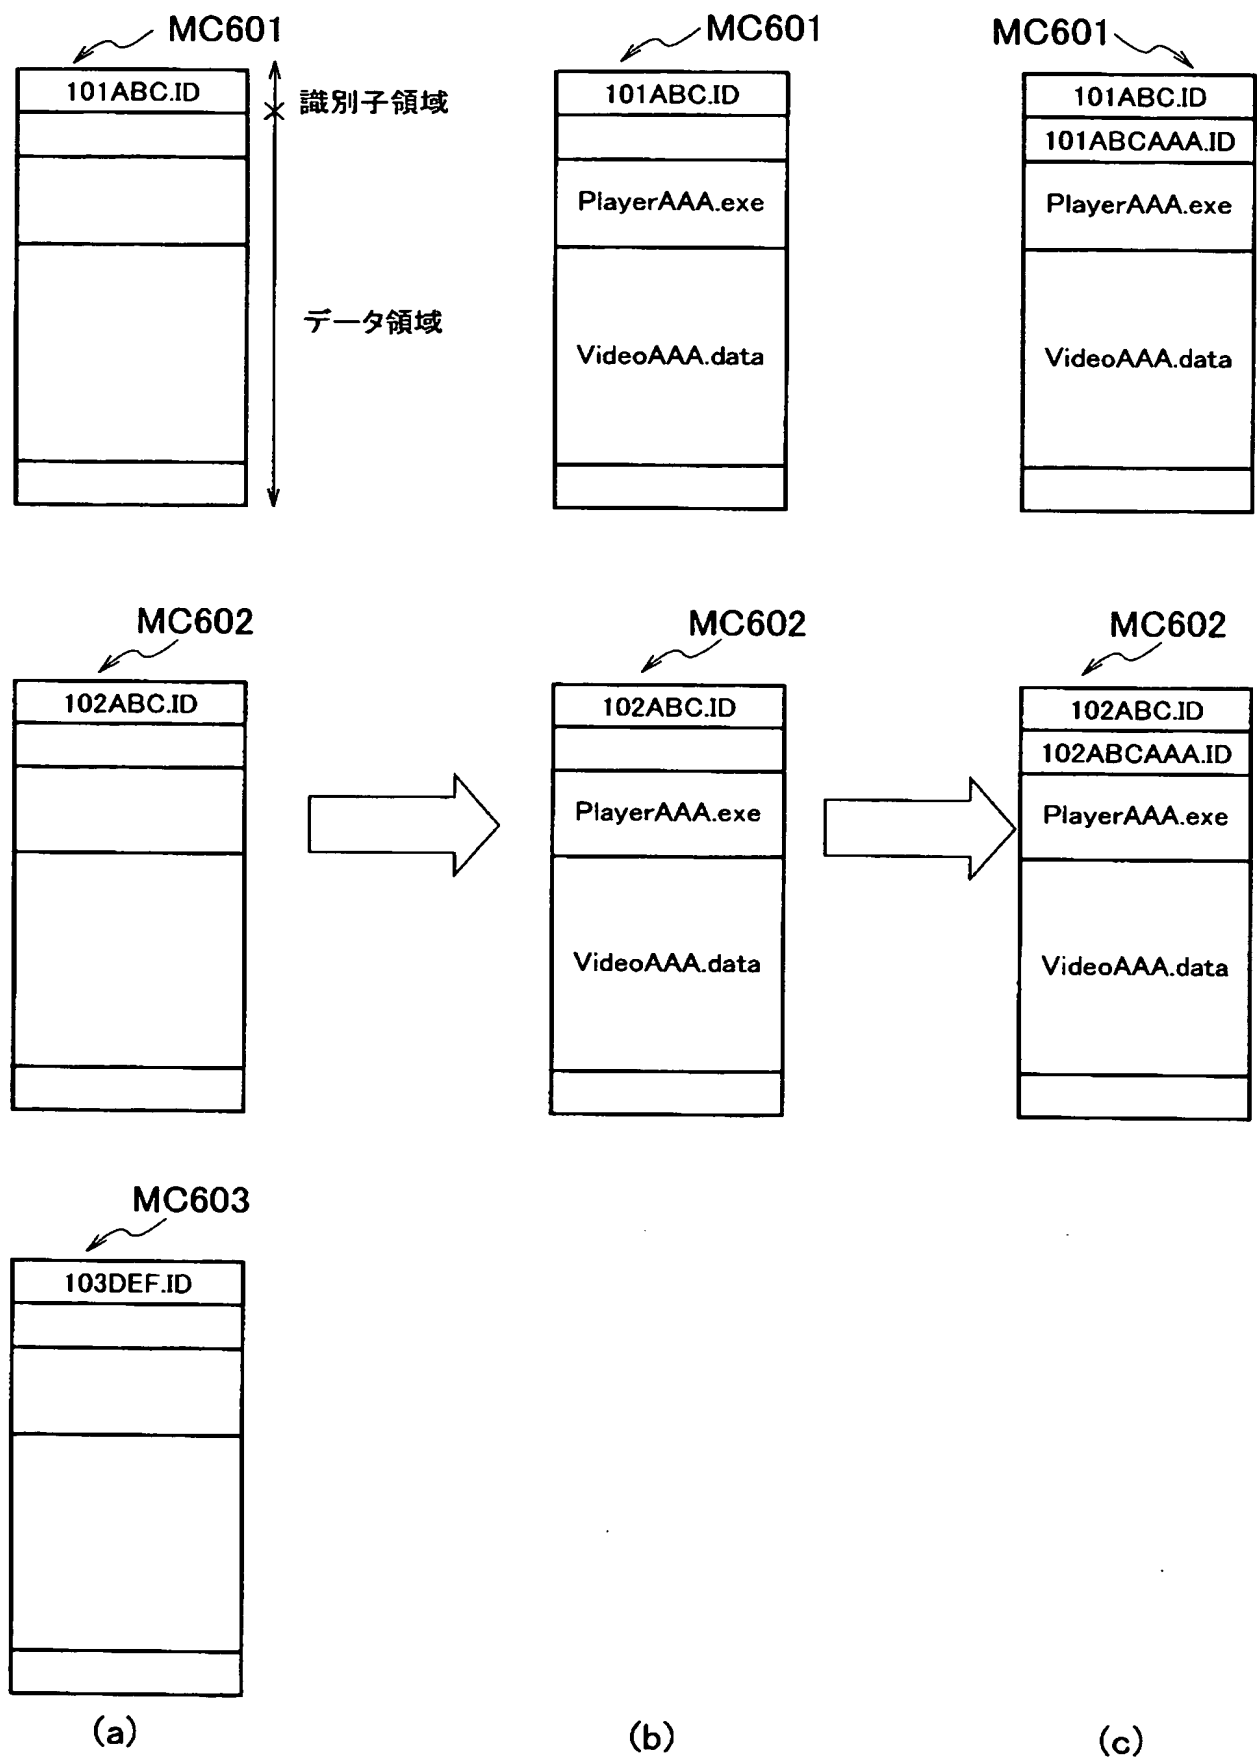 MC601
101ABC.ID
識別子領域
データ領域
MC601
101ABC.ID
PlayerAAA.exe
VideoAAA.data
MC601
101ABC.ID
101ABCAAA.ID
PlayerAAA.exe
VideoAAA.data
MC602
102ABC.ID
MC602
102ABC.ID
PlayerAAA.exe
VideoAAA.data
MC602
102ABC.ID
102ABCAAA.ID
PlayerAAA.exe
VideoAAA.data
MC603
103DEF.ID
(a)
(b)
(c)